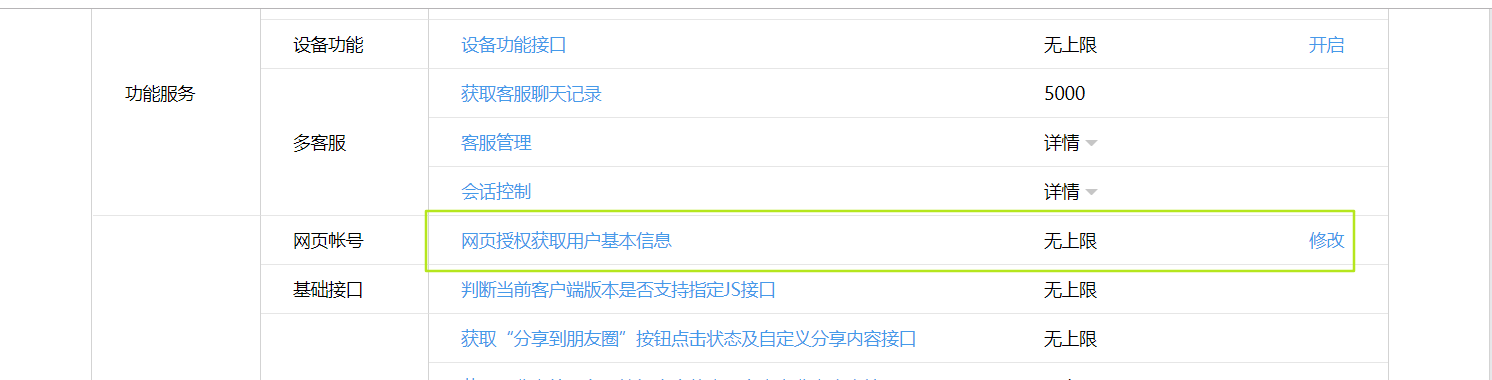 设备功能 设备功能接口 无上限 开启
功能服务 获取客服聊天记录 5000
多客服 客服管理 详情
会话控制 详情
网页帐号 网页授权获取用户基本信息 无上限 修改
基础接口 判断当前客户端版本是否支持指定JS接口 无上限
获取“分享到朋友圈”按钮点击状态及自定义分享内容接口 无上限